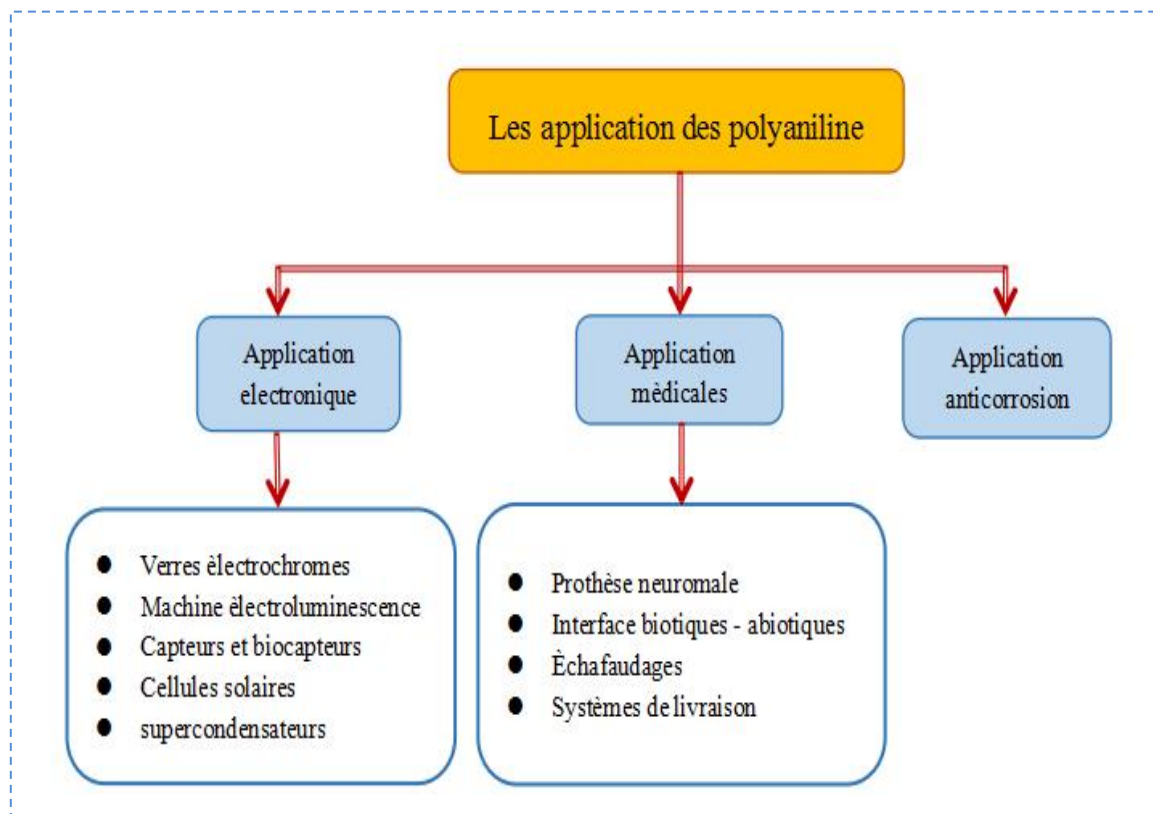 Les application des polyaniline
Application
electronique
Application
mèdicales
Application
anticorrosion
● Verres èlectrochromes
● Machine èlectroluminescence
● Capteurs et biocapteurs
● Cellules solaires
● supercondensateurs
● Prothèse neuromale
● Interface biotiques - abiotiques
● Èchafaudages
● Systèmes de livraison